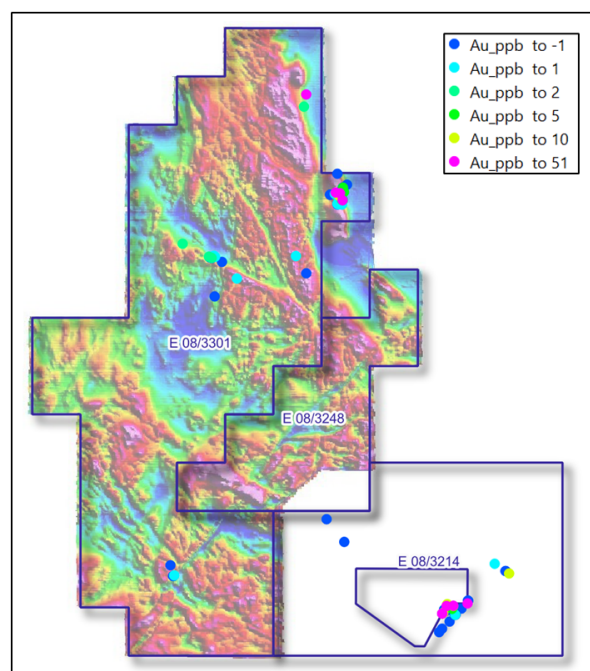 Au_ppb to -1
Au_ppb to 1
Au_ppb to 2
Au_ppb to 5
Au_ppb to 10
Au_ppb to 51
E 08/3301
E 08/3248
E 08/3214